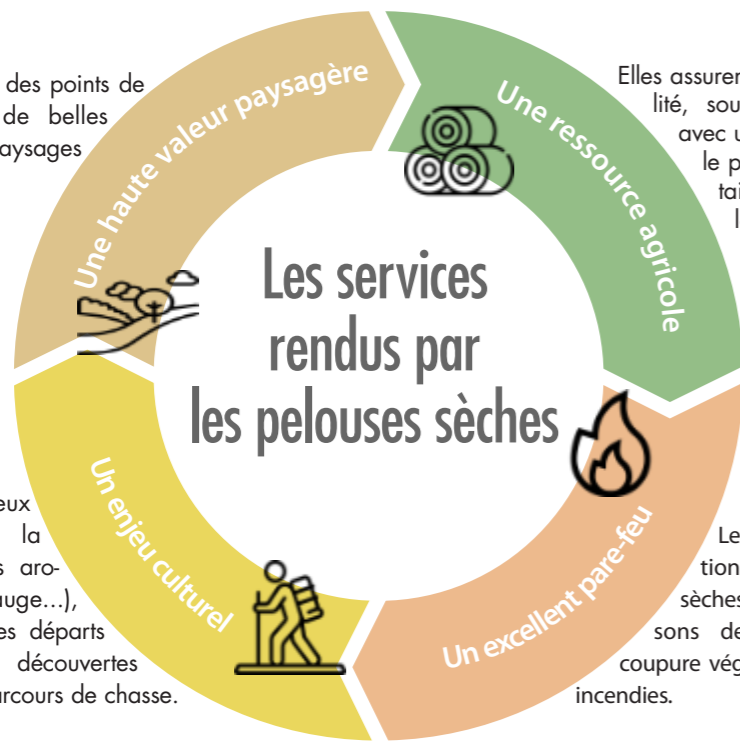 des points de
de belles
paysages
Une haute valeur paysagère
Une ressource agricole
Elles assurer
lité, sou
avec u
le p
tai
l
Les services
rendus par
les pelouses sèches
Un enjeu culturel
eux
la
s aro-
auge...),
es départs
découvertes
arcours de chasse.
Un excellent pare-feu
Le
tion
sèches
sons de
coupure vég
incendies.